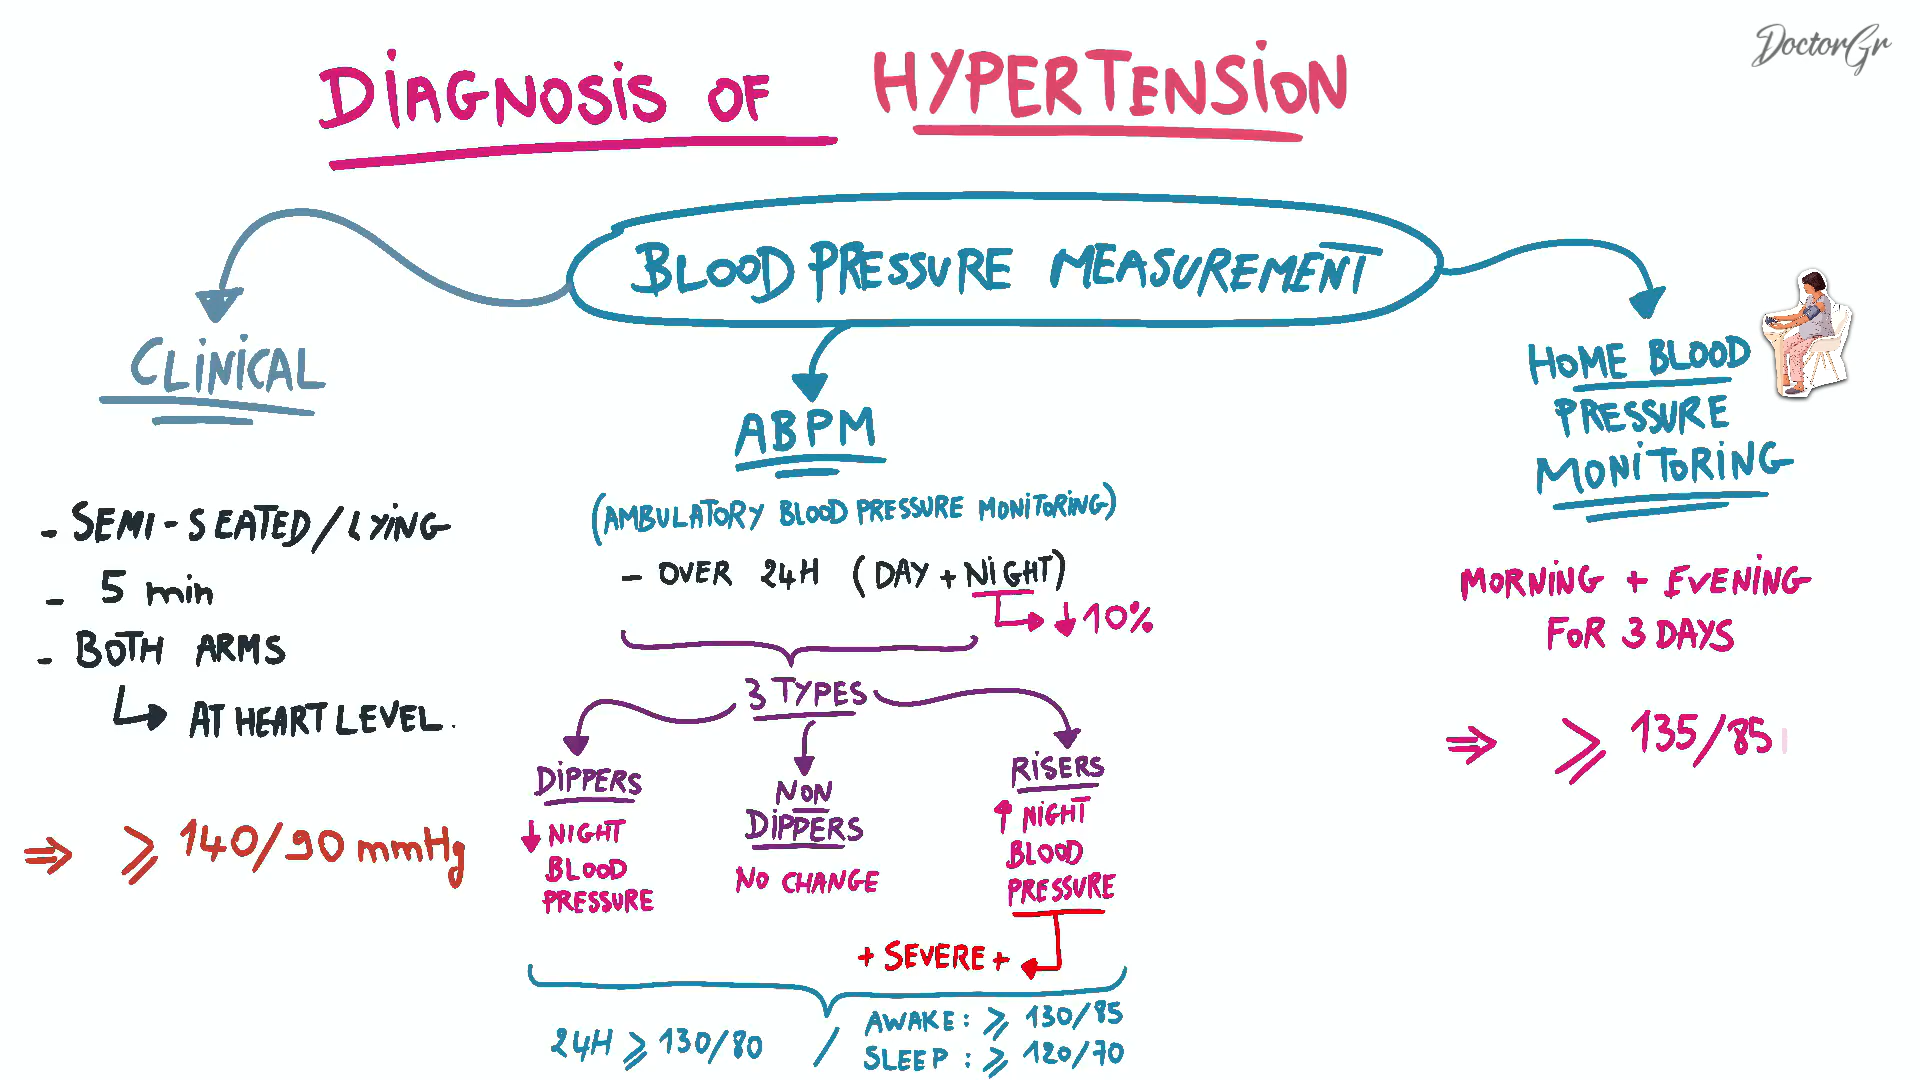 DoctorGr
DiAGNOSiS OF HYPERTENSiON
BLOOD PRESSURE MEASUREMENT
CLiNiCAL
- SEMI-SEATED/LYiNG
- 5 min
- BOTH ARMS
AT HEART LEVEL.
⇒ ⩾ 140/90 mmHg
ABPM
(AMBULATORY BLOOD PRESSURE MONiTORiNG)
- OVER 24H (DAY + NiGHT)
↓ 10%
3 TYPES
DiPPERS
↓ NiGHT
BLOOD
PRESSURE
NON
DiPPERS
NO CHANGE
RiSERS
↑ NiGHT
BLOOD
PRESSURE
+ SEVERE +
24H ⩾ 130/80 /
AWAKE: ⩾ 130/85
SLEEP: ⩾ 120/70
HOME BLOOD
PRESSURE
MONiTORiNG
MORNiNG + EVENiNG
FOR 3 DAYS
⇒ ⩾ 135/85